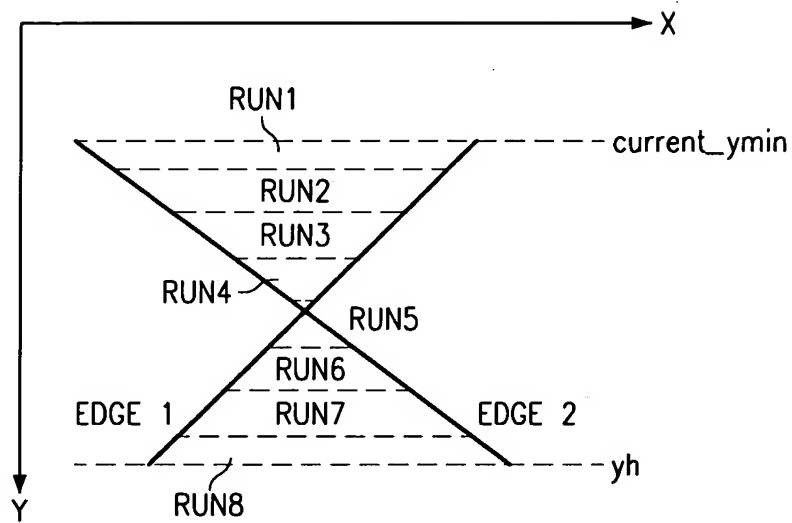 X
RUN1
current_ymin
RUN2
RUN3
RUN4
RUN5
RUN6
EDGE 1
RUN7
EDGE 2
yh
RUN8
Y